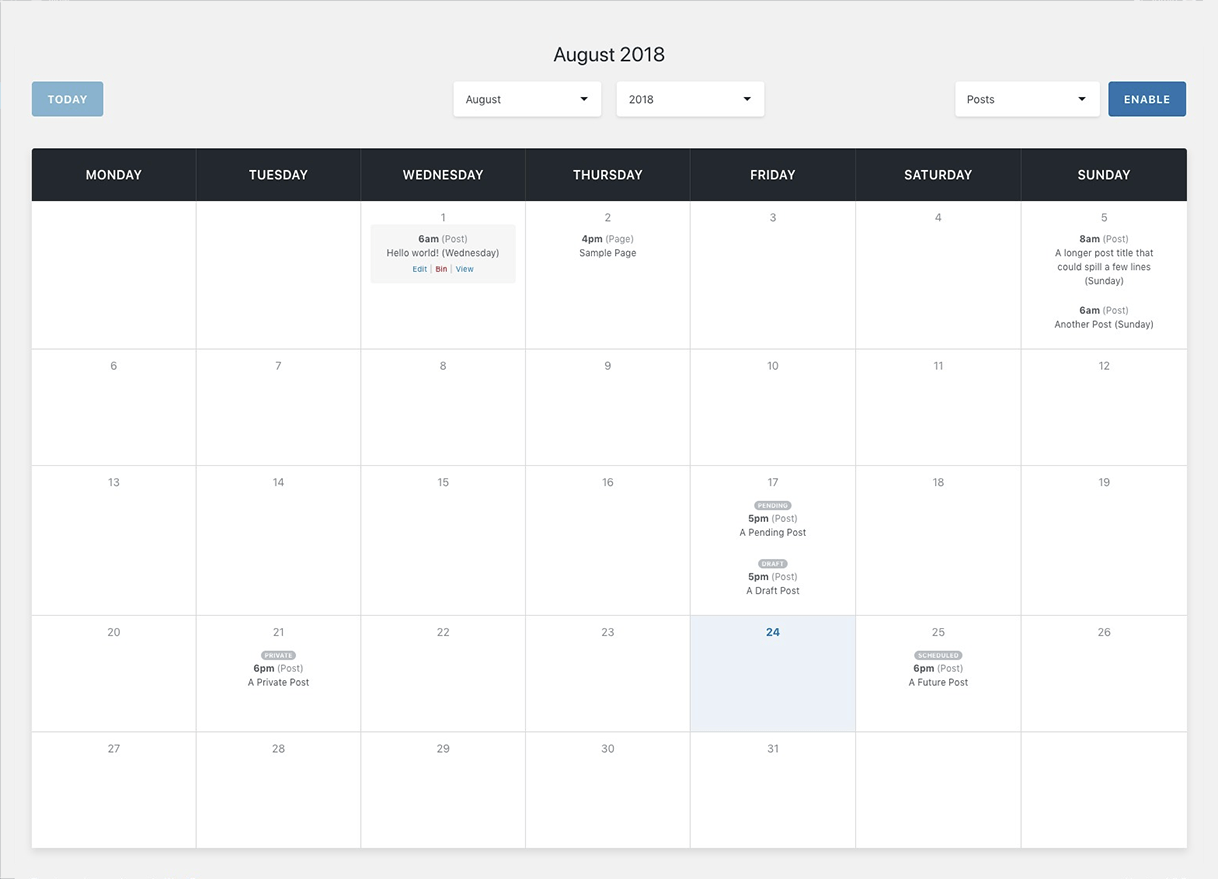 August 2018
TODAY
August
2018
Posts
ENABLE
MONDAY
TUESDAY
WEDNESDAY
THURSDAY
FRIDAY
SATURDAY
SUNDAY
1
6am (Post)
Hello world! (Wednesday)
Edit | Bin | View
2
4pm (Page)
Sample Page
3
4
5
8am (Post)
A longer post title that
could spill a few lines
(Sunday)
6am (Post)
Another Post (Sunday)
6
7
8
9
10
11
12
13
14
15
16
17
PENDING
5pm (Post)
A Pending Post
DRAFT
5pm (Post)
A Draft Post
18
19
20
21
PRIVATE
6pm (Post)
A Private Post
22
23
24
25
SCHEDULED
6pm (Post)
A Future Post
26
27
28
29
30
31